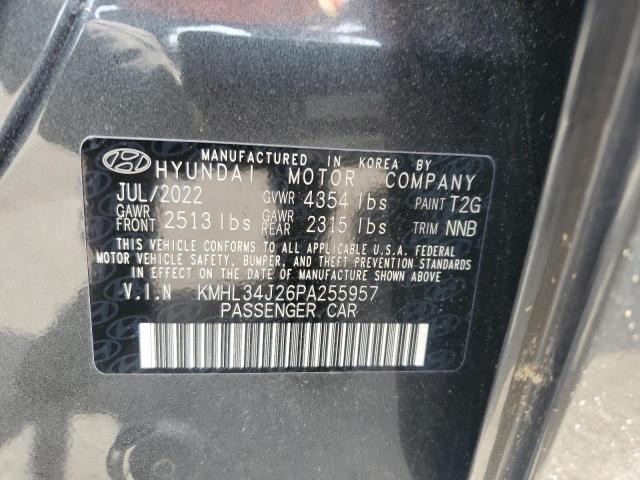 MANUFACTURED IN KOREA BY
HYUNDAI MOTOR COMPANY
JUL/2022 GVWR 4354 lbs PAINT T2G
GAWR FRONT 2513 lbs GAWR REAR 2315 lbs TRIM NNB
THIS VEHICLE CONFORMS TO ALL APPLICABLE U.S.A. FEDERAL
MOTOR VEHICLE SAFETY, BUMPER, AND THEFT PREVENTION STANDARDS
IN EFFECT ON THE DATE OF MANUFACTURE SHOWN ABOVE.
V.I.N KMHL34J26PA255957
PASSENGER CAR